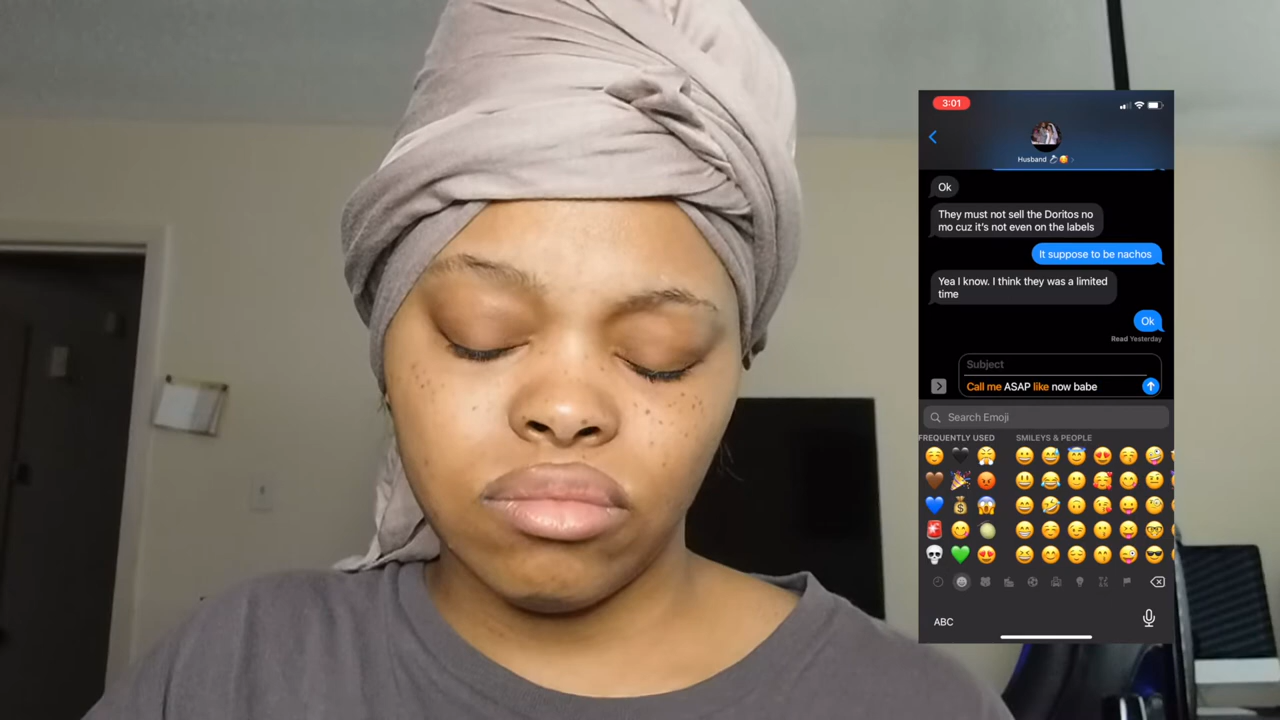 3:01
Husband
Ok
They must not sell the Doritos no
mo cuz it's not even on the labels
It suppose to be nachos
Yea I know. I think they was a limited
time
Ok
Read Yesterday
Subject
Call me ASAP like now babe
Search Emoji
FREQUENTLY USED
SMILEYS & PEOPLE
ABC